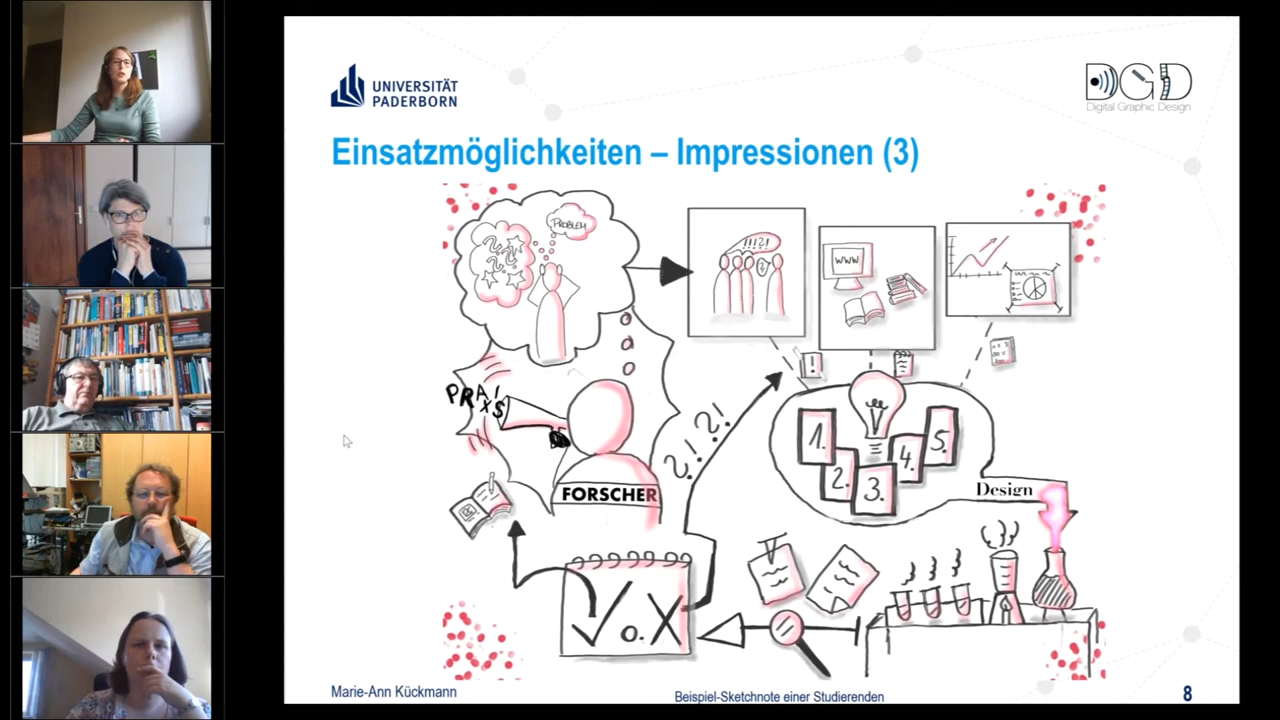 UNIVERSITÄT
PADERBORN
DGD
Digital Graphic Design
Einsatzmöglichkeiten – Impressionen (3)
PROBLEM
!!!?!
WWW
PRAXIS
?!?!
FORSCHER
1.
2.
3.
4.
5.
Design
o.
Marie-Ann Kückmann
Beispiel-Sketchnote einer Studierenden
8